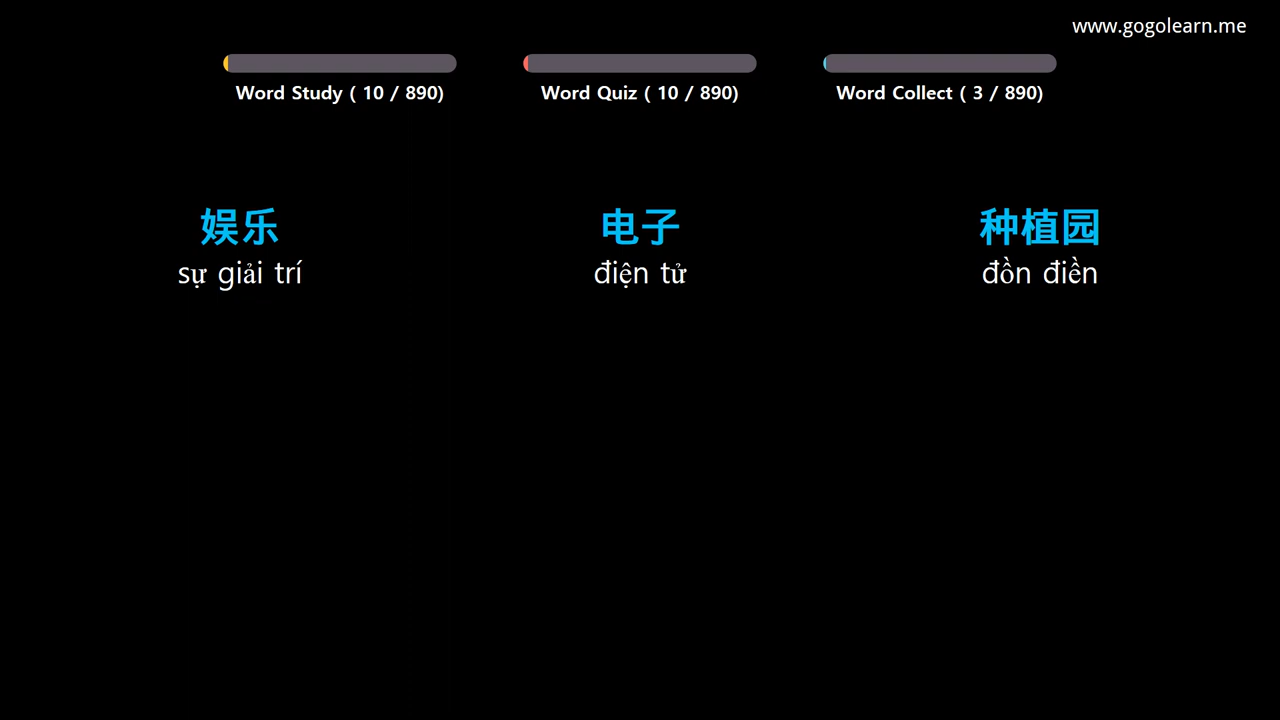 www.gogolearn.me
Word Study ( 10 / 890)
Word Quiz ( 10 / 890)
Word Collect ( 3 / 890)
娱乐
电子
种植园
sự giải trí
điện tử
đồn điền